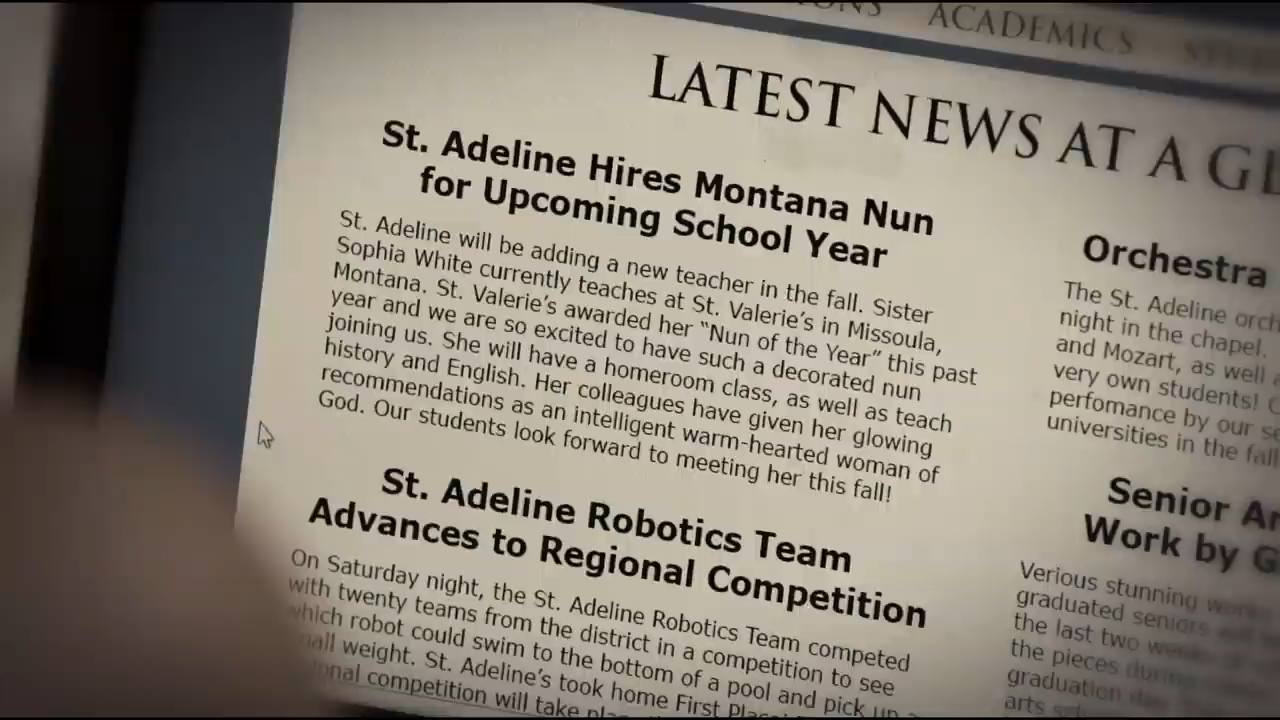 ACADEMICS
LATEST NEWS AT A
St. Adeline Hires Montana Nun
for Upcoming School Year
St. Adeline will be adding a new teacher in the fall. Sister
Sophia White currently teaches at St. Valerie's in Missoula,
Montana. St. Valerie's awarded her "Nun of the Year" this past
year and we are so excited to have such a decorated nun
joining us. She will have a homeroom class, as well as teach
history and English. Her colleagues have given her glowing
recommendations as an intelligent warm-hearted woman of
God. Our students look forward to meeting her this fall!
St. Adeline Robotics Team
Advances to Regional Competition
On Saturday night, the St. Adeline Robotics Team competed
with twenty teams from the district in a competition to see
which robot could swim to the bottom of a pool and pick up
weight. St. Adeline's took home First
competition will take
Orchestra
The St. Adeline
night in the chapel.
and Mozart, as well
very own students!
perfomance by our
universities in the fall
Senior
Work by
Verious stunning
graduated seniors
the last two
the pieces
graduation
arts